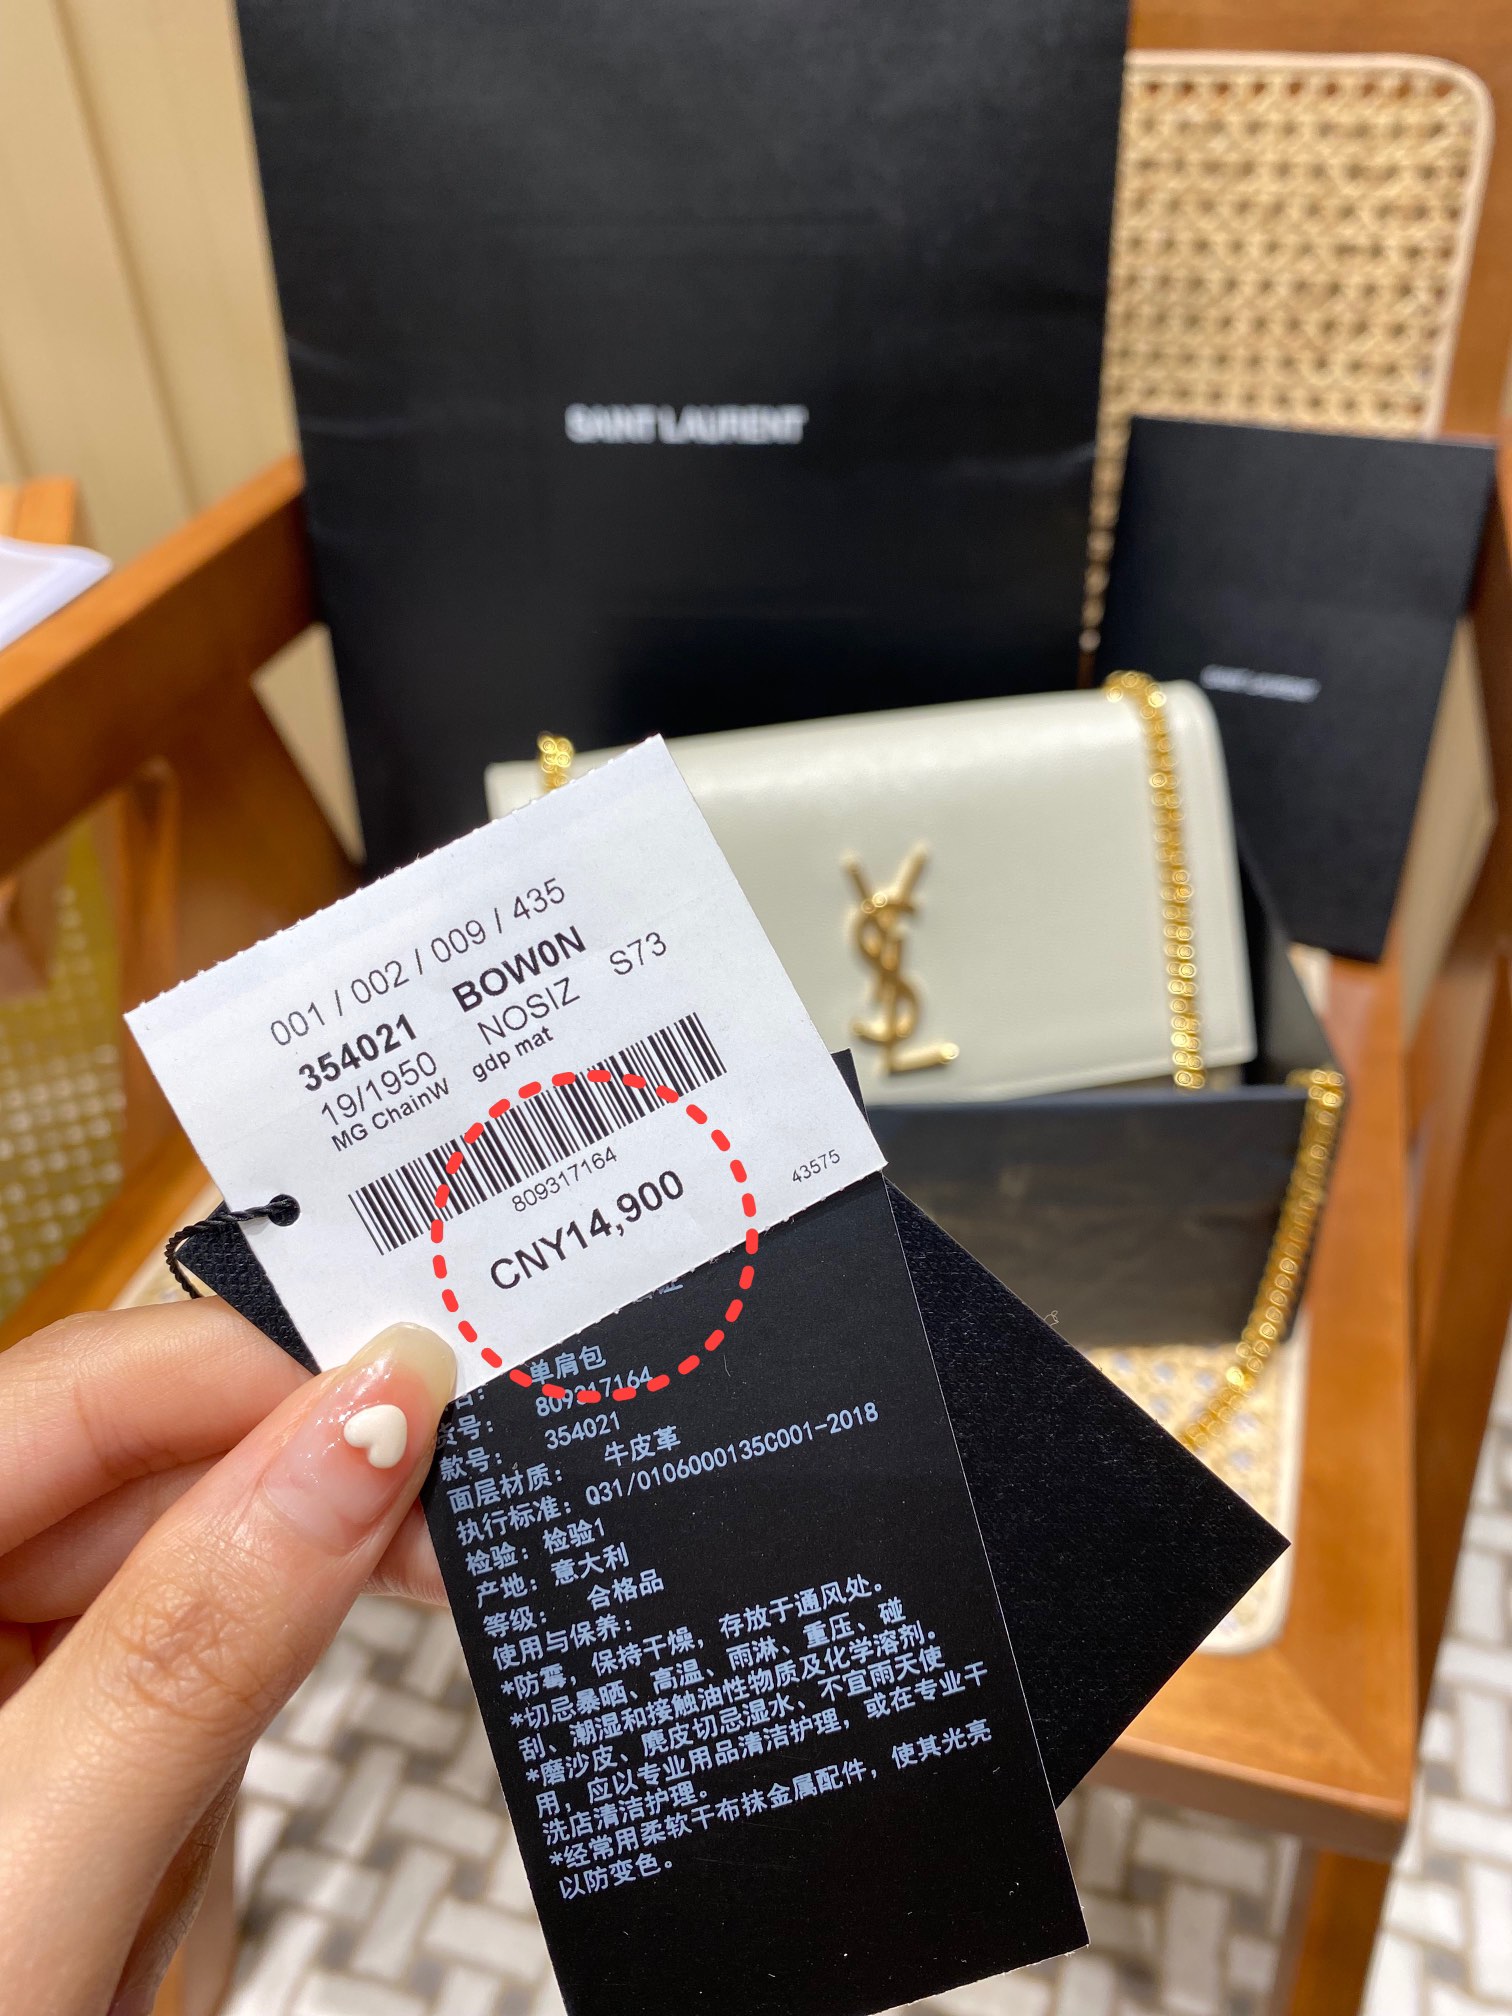 SAINT LAURENT
SAINT LAURENT
YSL
001 / 002 / 009 / 435
354021 BOW0N
19/1950 NOSIZ S73
MG ChainW gdp mat
809317164
43575
CNY14,900
单肩包
号: 809317164
款号: 354021
面层材质: 牛皮革
执行标准: Q31/0106000135C001-2018
检验: 检验1
产地: 意大利
等级: 合格品
使用与保养:
*防霉，保持干燥，存放于通风处。
*切忌暴晒、高温、雨淋、重压、碰
刮、潮湿和接触油性物质及化学溶剂。
*磨沙皮、麂皮切忌湿水、不宜雨天使
用，应以专业用品清洁护理，或在专业干
洗店清洁护理。
*经常用柔软干布抹金属配件，使其光亮
以防变色。